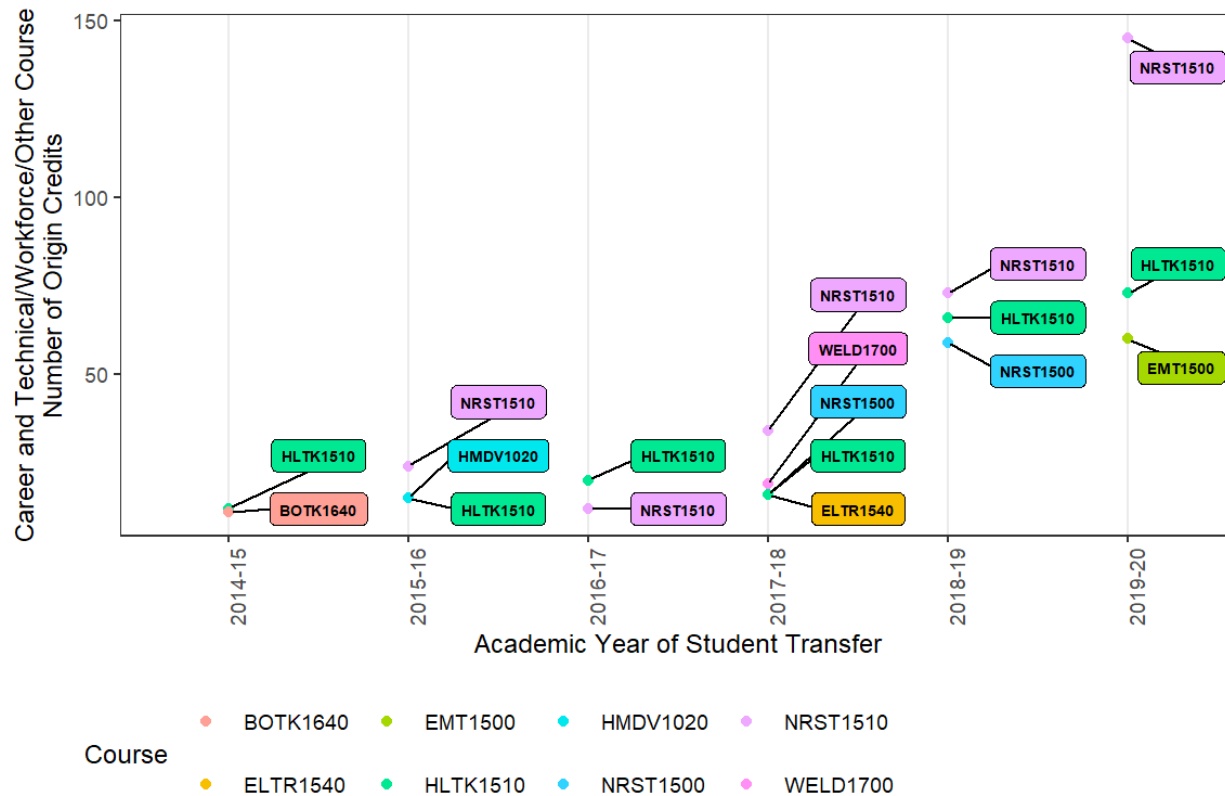 Career and Technical/Workforce/Other Course
Number of Origin Credits
150
100
50
NRST1510
HLTK1510
EMT1500
NRST1510
HLTK1510
NRST1500
NRST1510
WELD1700
NRST1500
HLTK1510
ELTR1540
NRST1510
HMDV1020
HLTK1510
HLTK1510
NRST1510
HLTK1510
BOTK1640
2014-15
2015-16
2016-17
2017-18
2018-19
2019-20
Academic Year of Student Transfer
Course
BOTK1640
EMT1500
HMDV1020
NRST1510
ELTR1540
HLTK1510
NRST1500
WELD1700